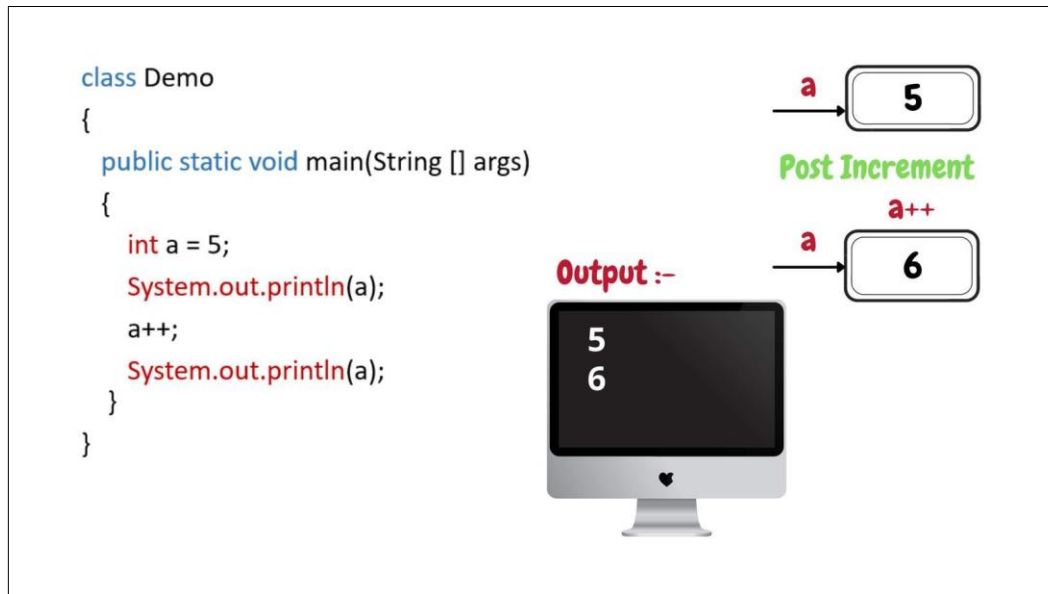 class Demo
{
public static void main(String [] args)
{
int a = 5;
System.out.println(a);
a++;
System.out.println(a);
}
}
a
5
Post Increment
a++
a
6
Output :-
5
6